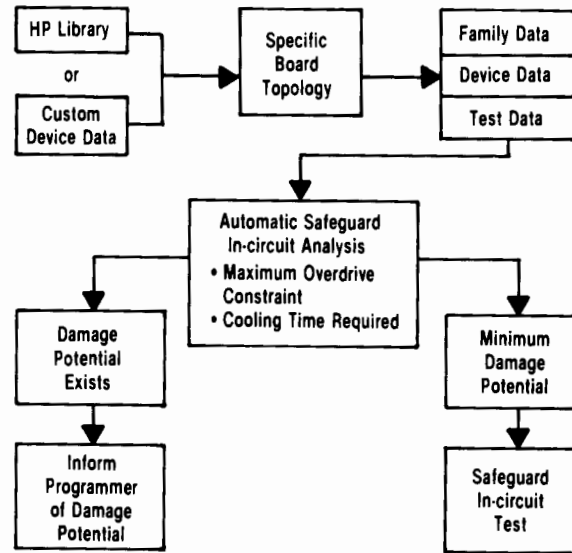 HP Library
or
Custom
Device Data
Specific
Board
Topology
Family Data
Device Data
Test Data
Automatic Safeguard
In-circuit Analysis
• Maximum Overdrive
Constraint
• Cooling Time Required
Damage
Potential
Exists
Minimum
Damage
Potential
Inform
Programmer
of Damage
Potential
Safeguard
In-circuit
Test